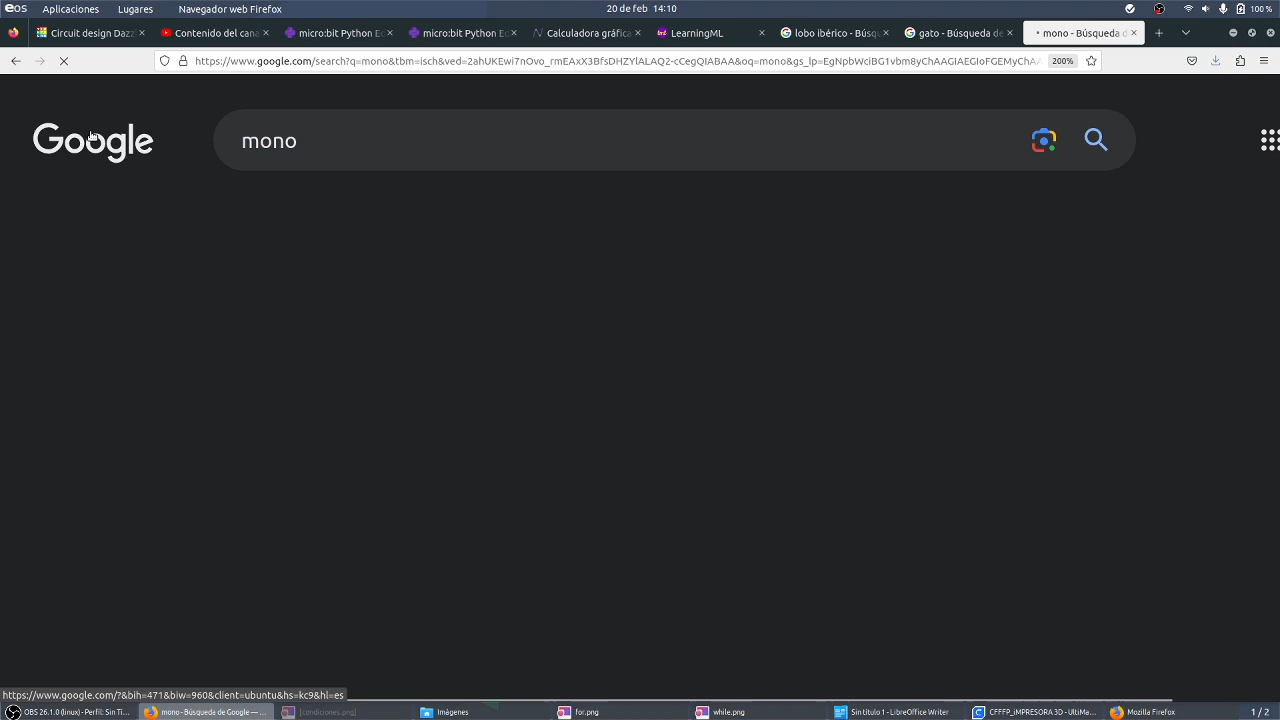 eos Aplicaciones Lugares Navegador web Firefox 20 de feb 14:10 100 %
Circuit design Dazz Contenido del cana micro:bit Python Ec micro:bit Python Ec Calculadora gráfica LearningML lobo ibérico - Búsqu gato - Búsqueda de mono - Búsqueda d
https://www.google.com/search?q=mono&tbm=isch&ved=2ahUKEwi7nOvo_rmEAxX3BfsDHZYlALAQ2-cCegQIABAA&oq=mono&gs_lp=EgNpbWciBG1vbm8yChAAGIAEGIoFGEMyChAA 200%
Google mono
https://www.google.com/?&bih=471&biw=960&client=ubuntu&hs=kc9&hl=es
OBS 26.1.0 (linux) - Perfil: Sin Ti... mono - Búsqueda de Google — ... [condiciones.png] Imágenes for.png while.png Sin título 1 - LibreOffice Writer CFFFP_iMPRESORA 3D - UltiMa... Mozilla Firefox 1 / 2